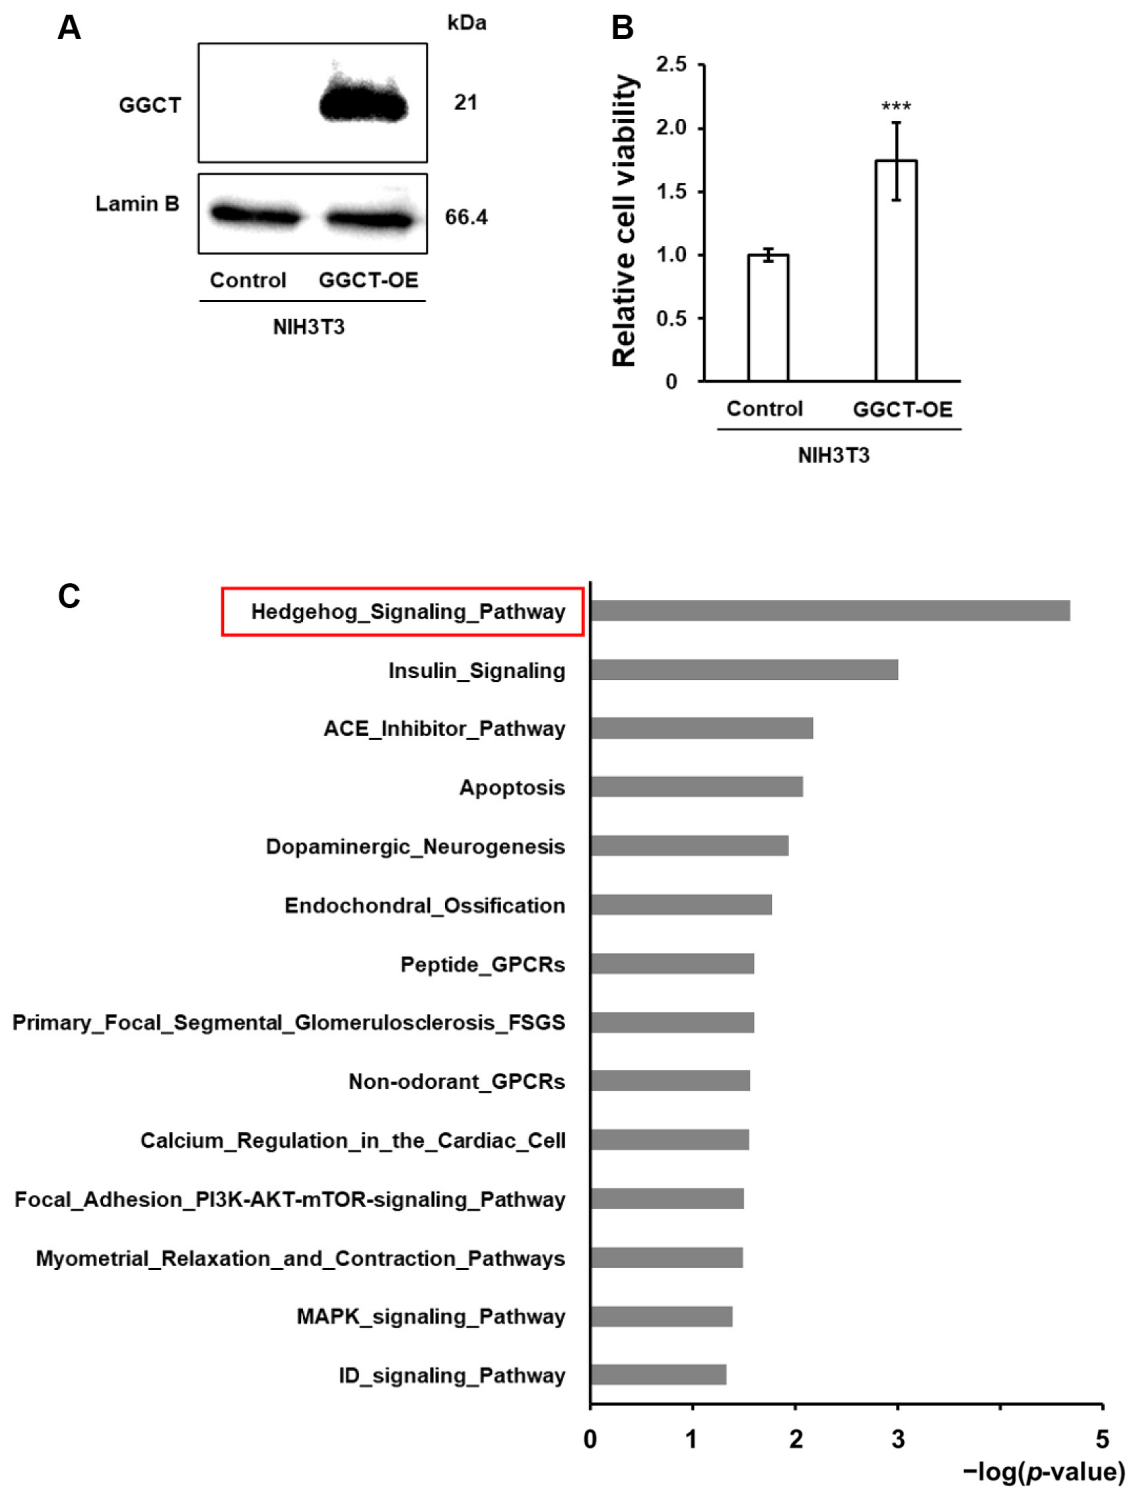 A
kDa
GGCT
21
Lamin B
66.4
Control GGCT-OE
NIH3T3
B
Relative cell viability
2.5
2.0
1.5
1.0
0.5
0
***
Control GGCT-OE
NIH3T3
C
Hedgehog_Signaling_Pathway
Insulin_Signaling
ACE_Inhibitor_Pathway
Apoptosis
Dopaminergic_Neurogenesis
Endochondral_Ossification
Peptide_GPCRs
Primary_Focal_Segmental_Glomerulosclerosis_FSGS
Non-odorant_GPCRs
Calcium_Regulation_in_the_Cardiac_Cell
Focal_Adhesion_PI3K-AKT-mTOR-signaling_Pathway
Myometrial_Relaxation_and_Contraction_Pathways
MAPK_signaling_Pathway
ID_signaling_Pathway
0 1 2 3 5
−log(p-value)